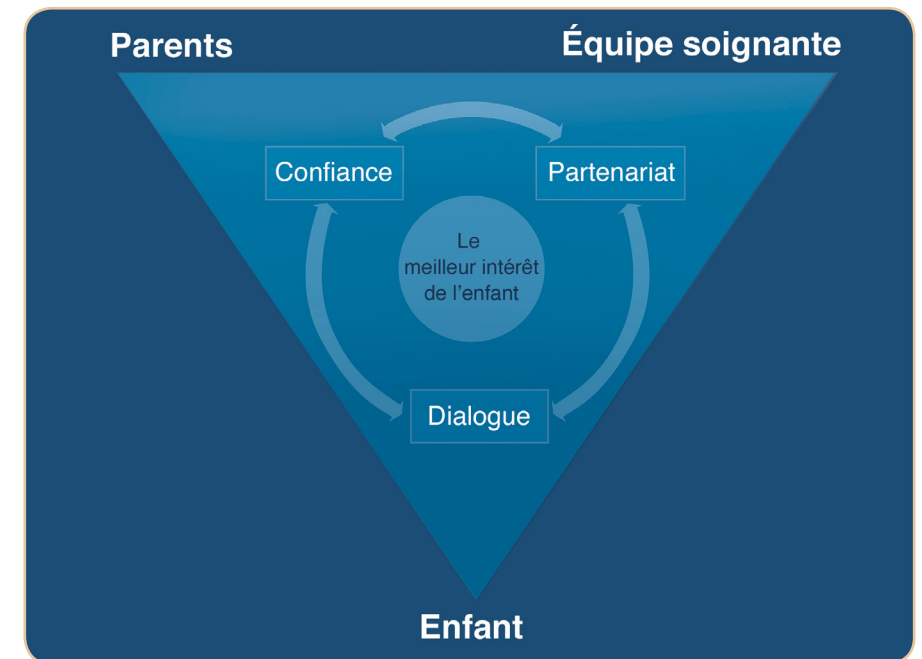 Parents
Équipe soignante
Confiance
Partenariat
Le
meilleur intérêt
de l'enfant
Dialogue
Enfant